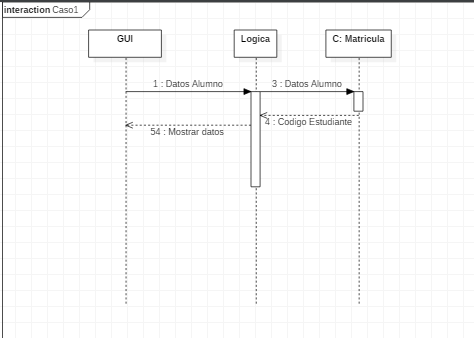 interaction Caso1
GUI
Logica
C: Matricula
1 : Datos Alumno
3 : Datos Alumno
4 : Codigo Estudiante
54 : Mostrar datos